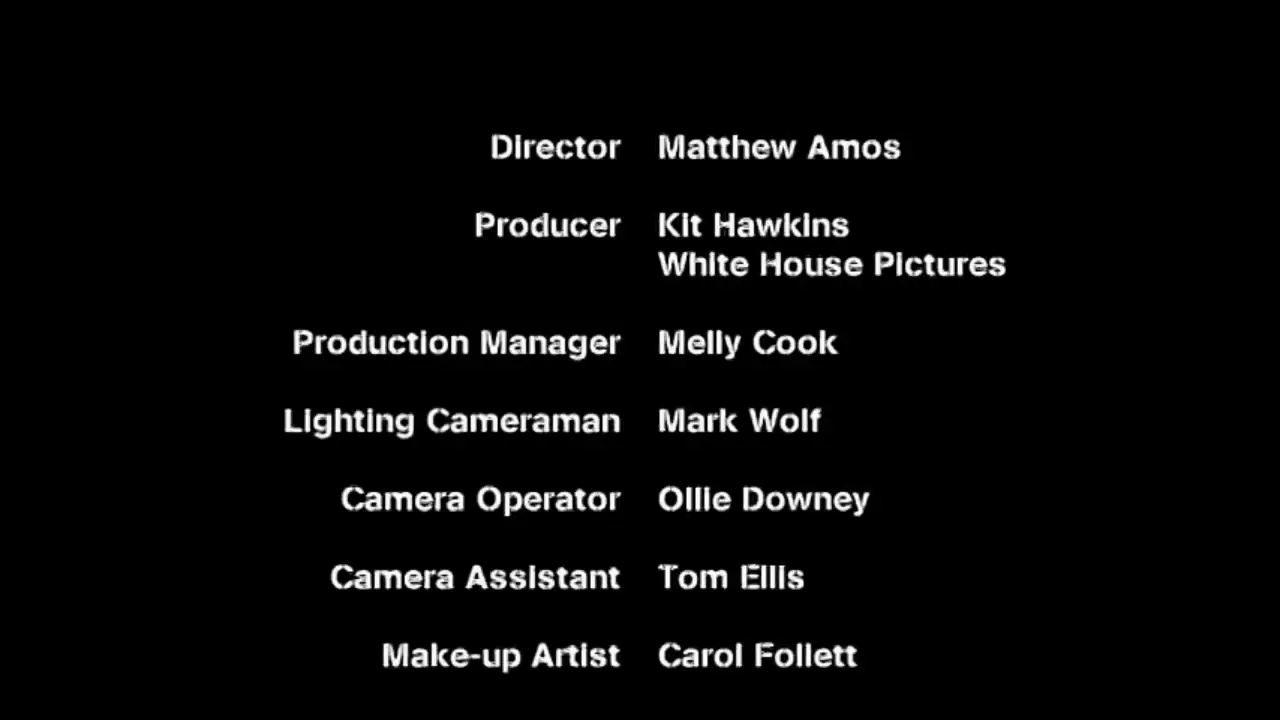 Director Matthew Amos
Producer Kit Hawkins
White House Pictures
Production Manager Melly Cook
Lighting Cameraman Mark Wolf
Camera Operator Ollie Downey
Camera Assistant Tom Ellis
Make-up Artist Carol Follett